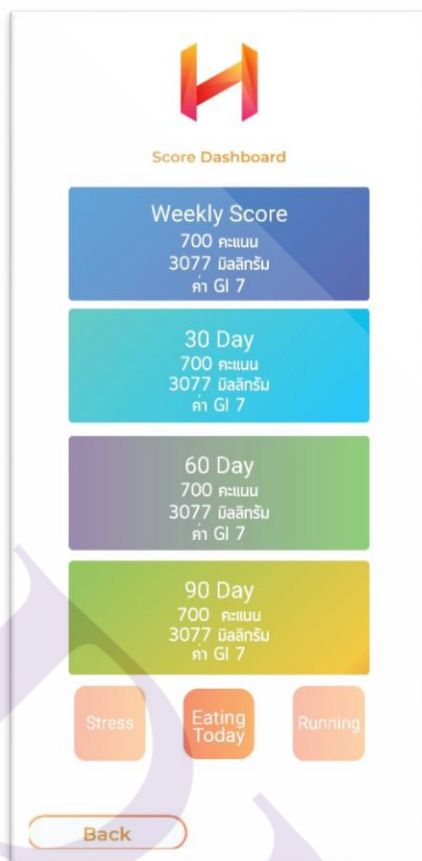 Score Dashboard
Weekly Score
700 คะแนน
3077 มิลลิกรัม
ค่า GI 7
30 Day
700 คะแนน
3077 มิลลิกรัม
ค่า GI 7
60 Day
700 คะแนน
3077 มิลลิกรัม
ค่า GI 7
90 Day
700 คะแนน
3077 มิลลิกรัม
ค่า GI 7
Stress
Eating
Today
Running
Back